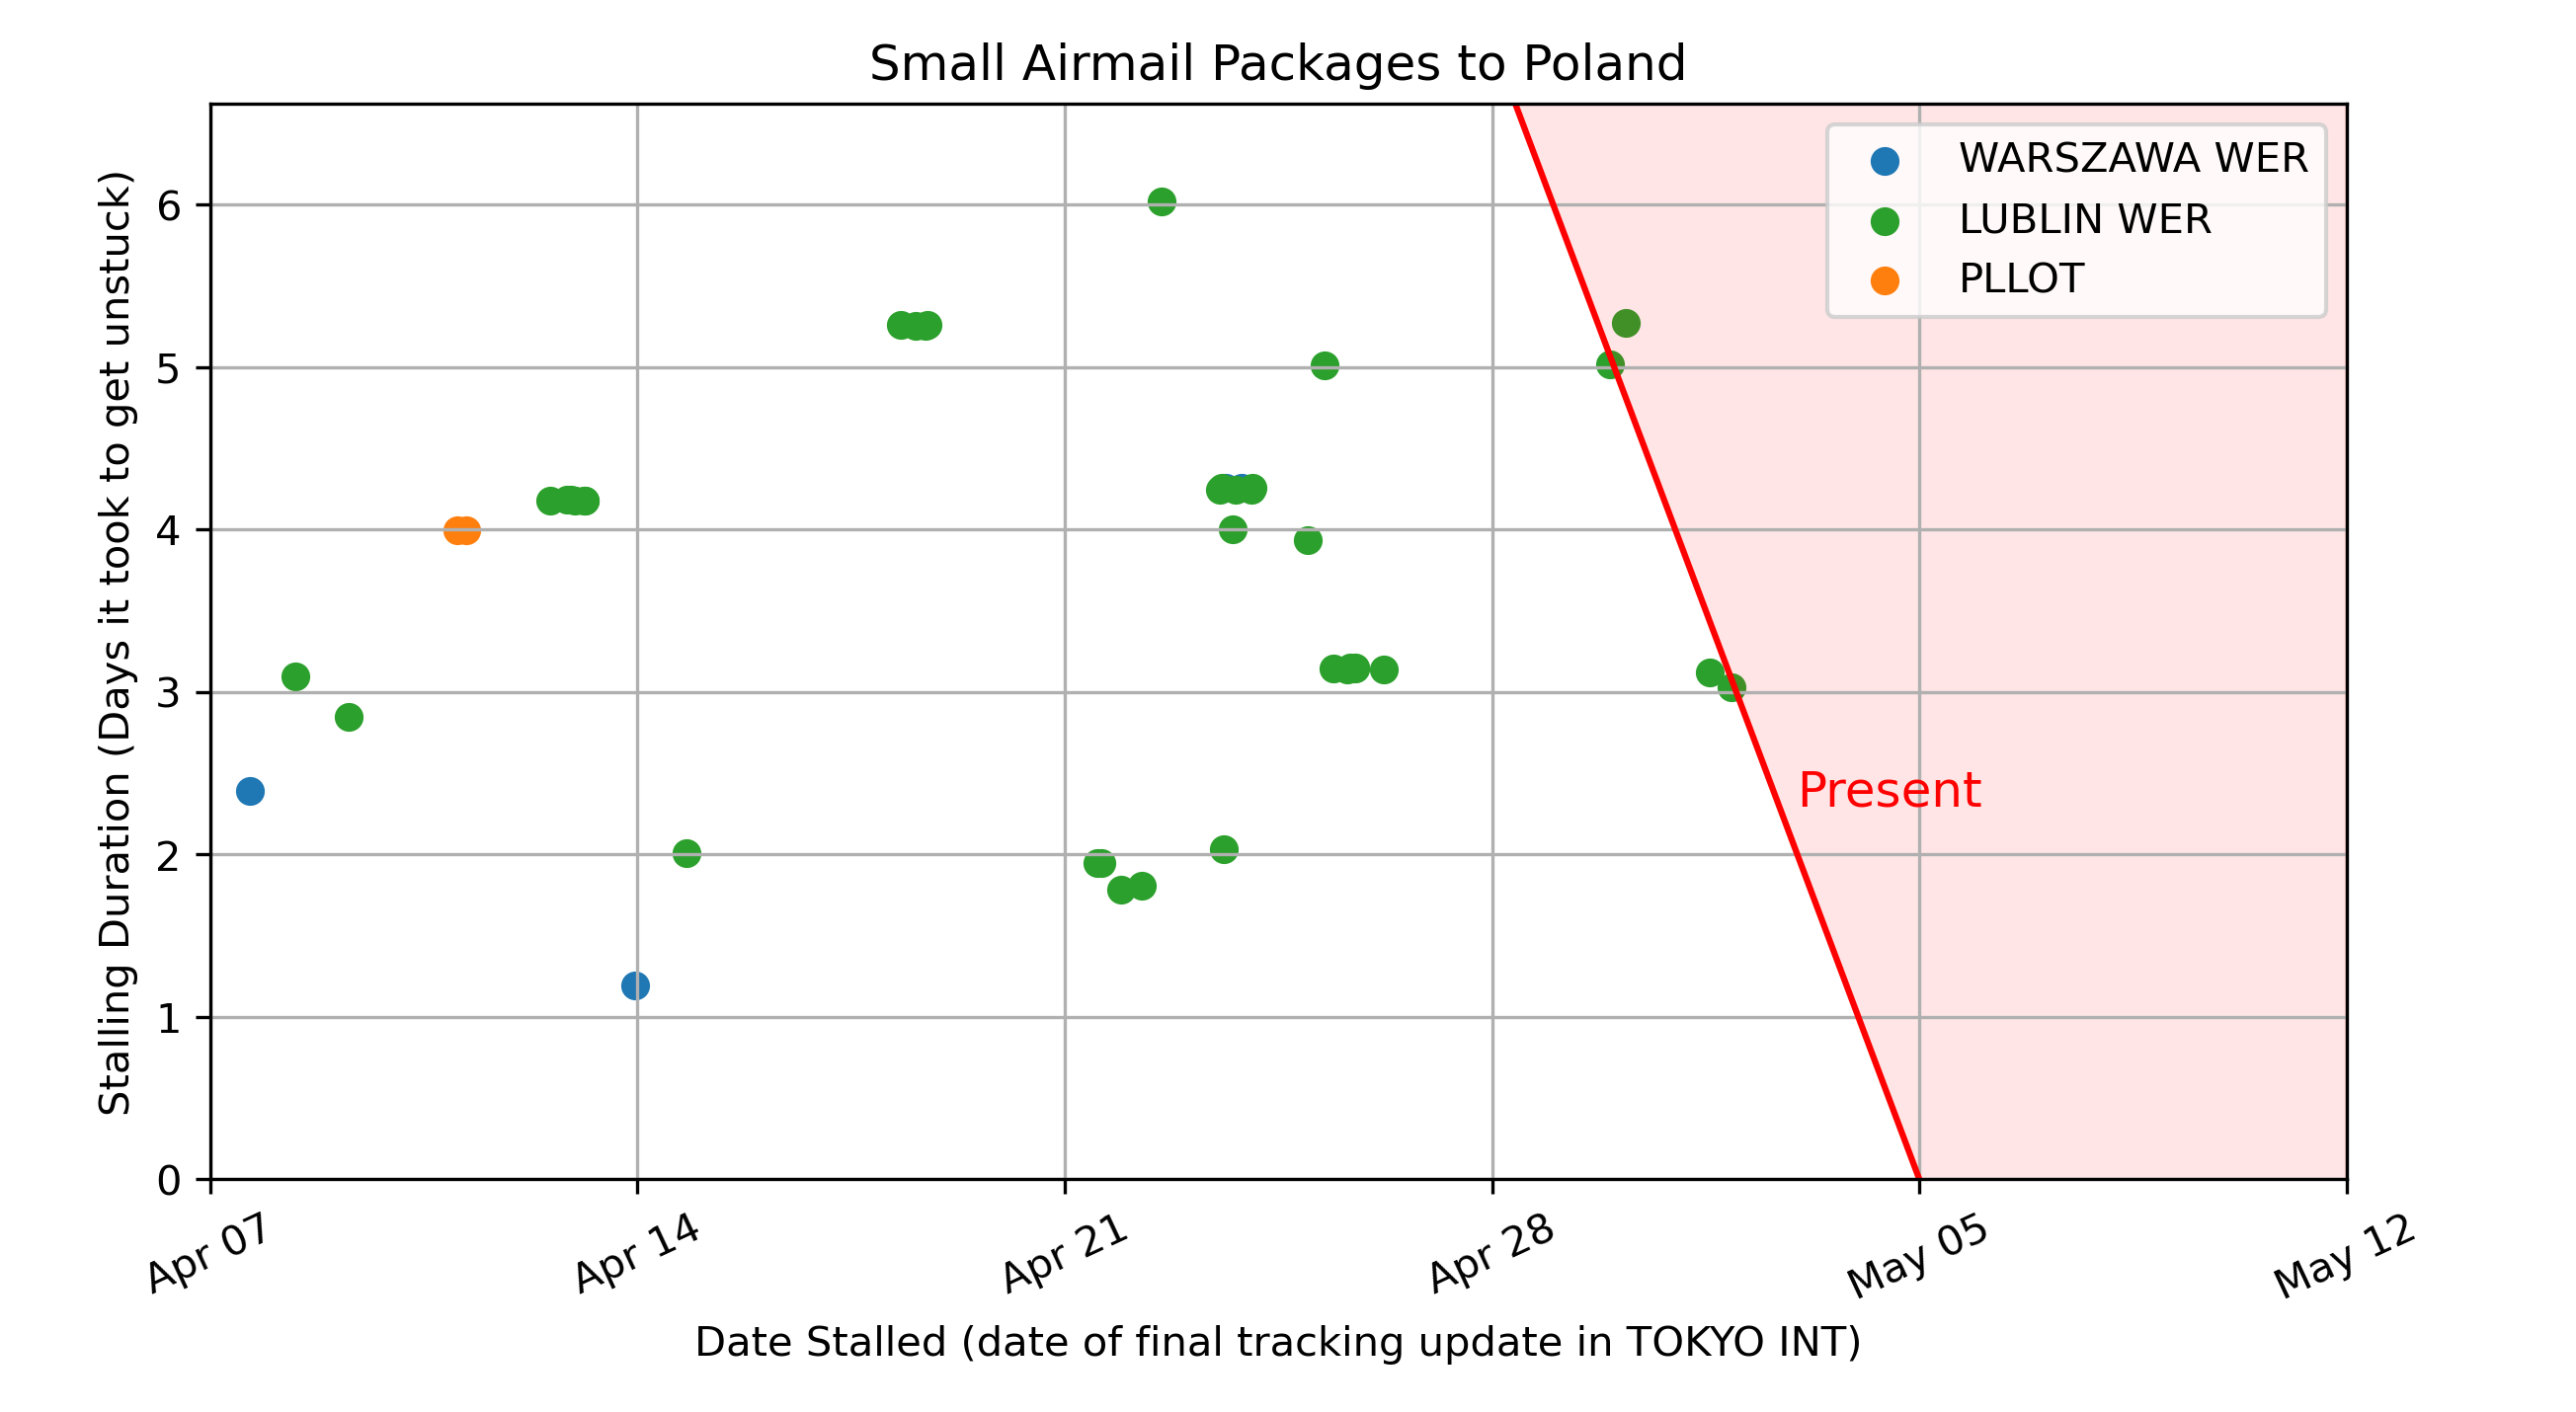 Small Airmail Packages to Poland
Stalling Duration (Days it took to get unstuck)
6
5
4
3
2
1
0
WARSZAWA WER
LUBLIN WER
PLLOT
Present
Apr 07
Apr 14
Apr 21
Apr 28
May 05
May 12
Date Stalled (date of final tracking update in TOKYO INT)